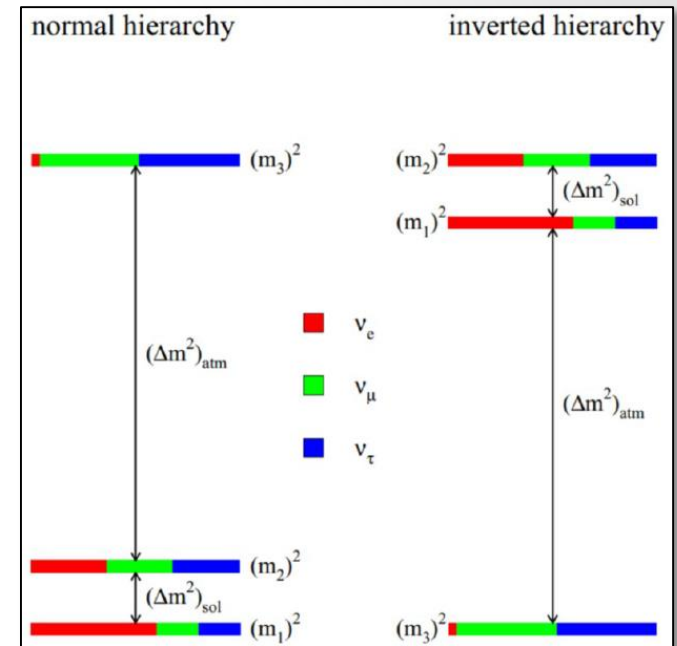 normal hierarchy
inverted hierarchy
(m₃)²
(m₂)²
(Δm²)sol
(m₁)²
νe
(Δm²)atm
νμ
(Δm²)atm
ντ
(m₂)²
(Δm²)sol
(m₁)²
(m₃)²